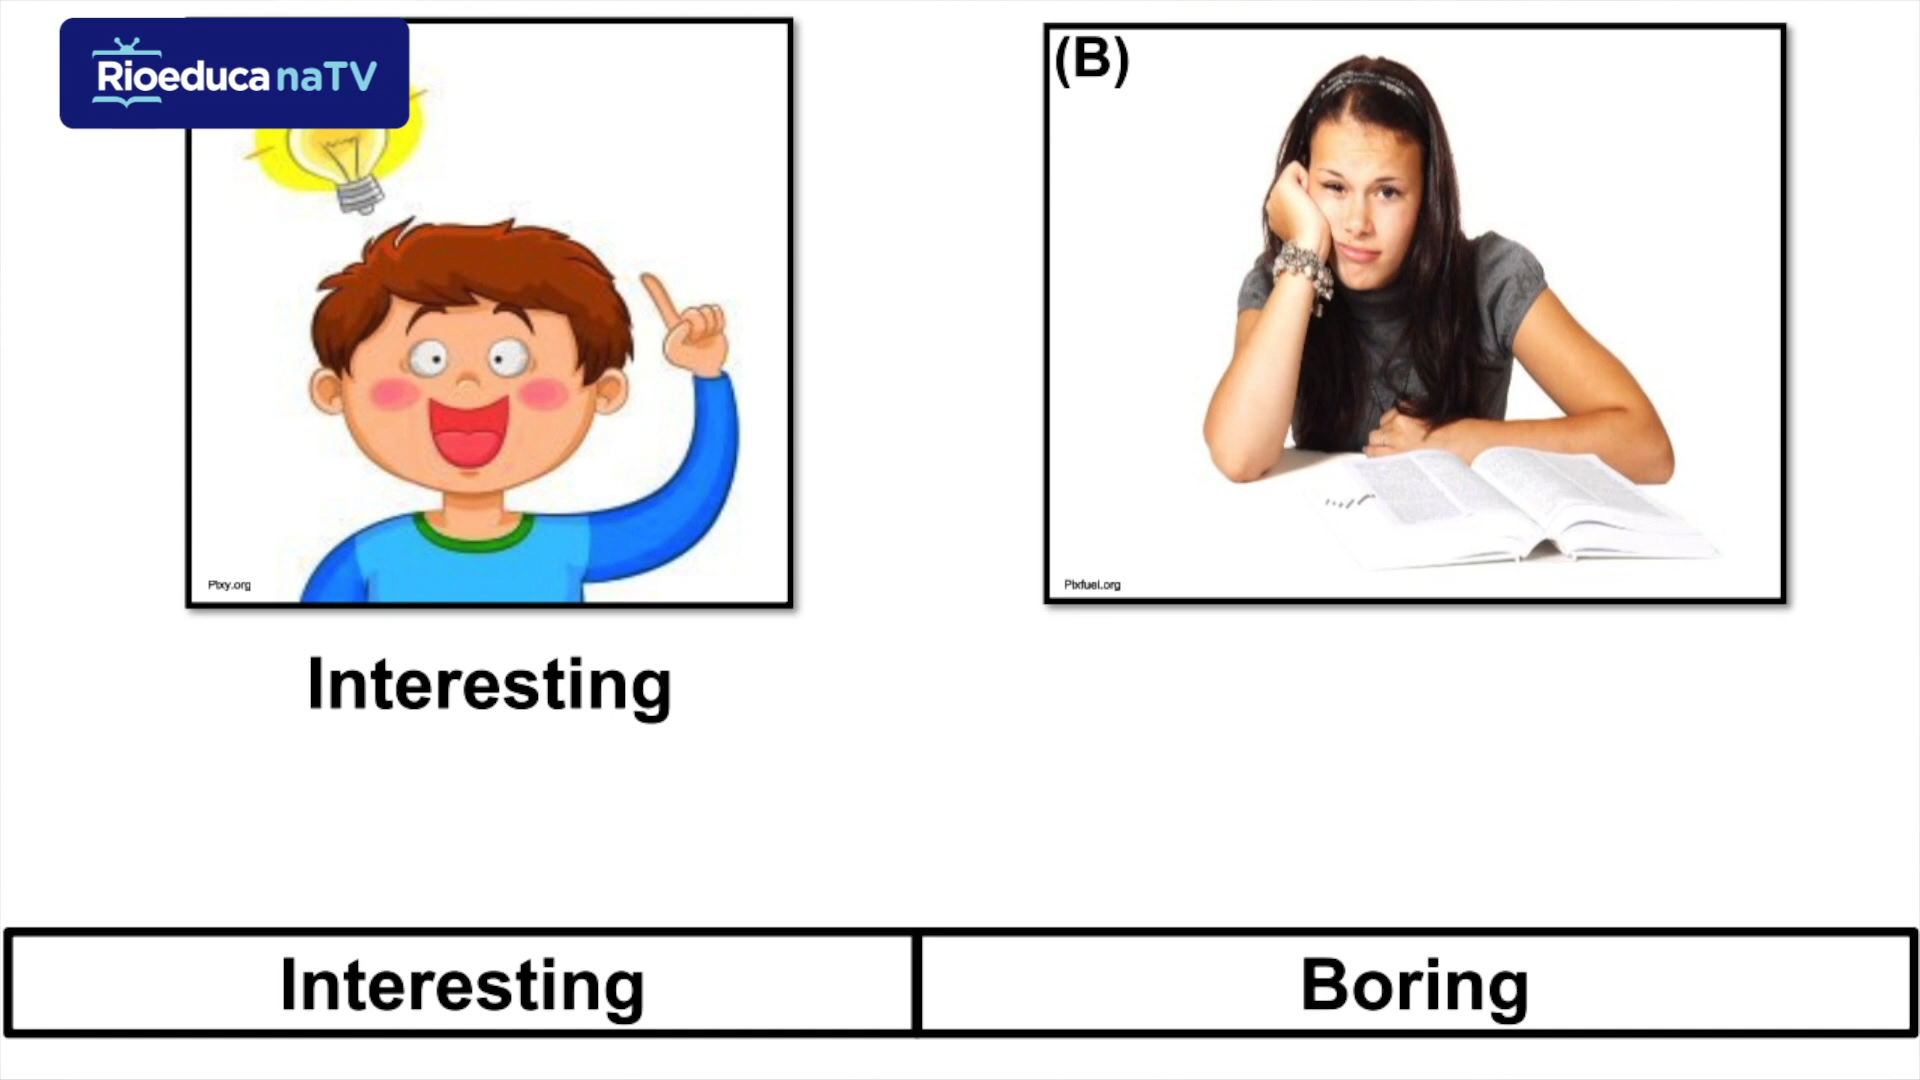 Rioeduca naTV
(B)
Pixy.org
Pixfuel.org
Interesting
Interesting
Boring